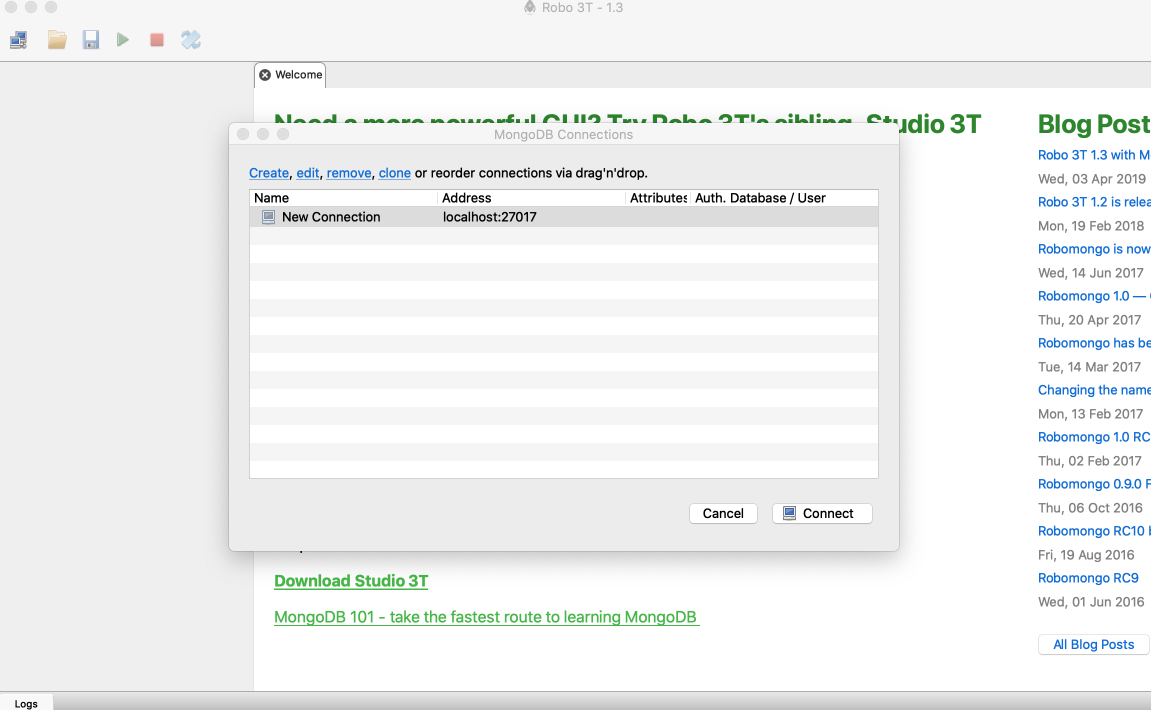 Robo 3T - 1.3
Welcome
Need a more powerful GUI? Try Robo 3T's sibling, Studio 3T
MongoDB Connections
Create, edit, remove, clone or reorder connections via drag'n'drop.
Name Address Attributes Auth. Database / User
New Connection localhost:27017
Cancel Connect
Download Studio 3T
MongoDB 101 - take the fastest route to learning MongoDB
Blog Post
Robo 3T 1.3 with M
Wed, 03 Apr 2019
Robo 3T 1.2 is relea
Mon, 19 Feb 2018
Robomongo is now
Wed, 14 Jun 2017
Robomongo 1.0 —
Thu, 20 Apr 2017
Robomongo has be
Tue, 14 Mar 2017
Changing the name
Mon, 13 Feb 2017
Robomongo 1.0 RC
Thu, 02 Feb 2017
Robomongo 0.9.0 F
Thu, 06 Oct 2016
Robomongo RC10 b
Fri, 19 Aug 2016
Robomongo RC9
Wed, 01 Jun 2016
All Blog Posts
Logs